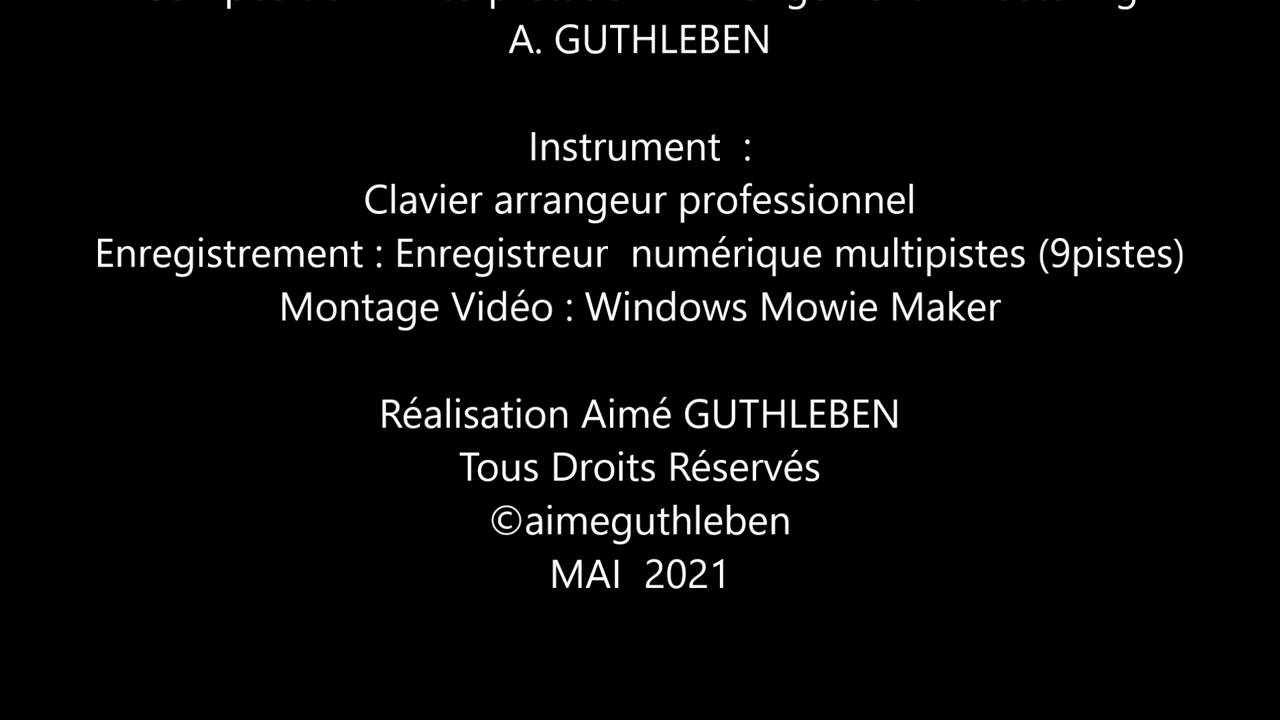 A. GUTHLEBEN
Instrument  :
Clavier arrangeur professionnel
Enregistrement : Enregistreur  numérique multipistes (9pistes)
Montage Vidéo : Windows Mowie Maker
Réalisation Aimé GUTHLEBEN
Tous Droits Réservés
©aimeguthleben
MAI  2021